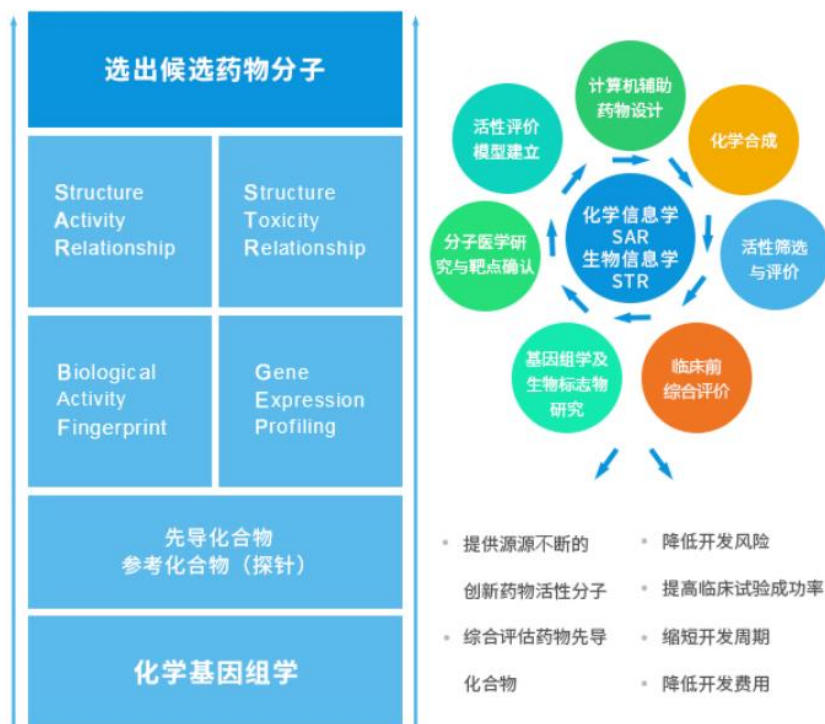 选出候选药物分子
Structure
Activity
Relationship
Structure
Toxicity
Relationship
Biological
Activity
Fingerprint
Gene
Expression
Profiling
先导化合物
参考化合物（探针）
化学基因组学
计算机辅助
药物设计
化学合成
活性筛选
与评价
临床前
综合评价
基因组学及
生物标志物
研究
分子医学研
究与靶点确认
活性评价
模型建立
化学信息学
SAR
生物信息学
STR
• 提供源源不断的
创新药物活性分子
• 综合评估药物先导
化合物
• 降低开发风险
• 提高临床试验成功率
• 缩短开发周期
• 降低开发费用